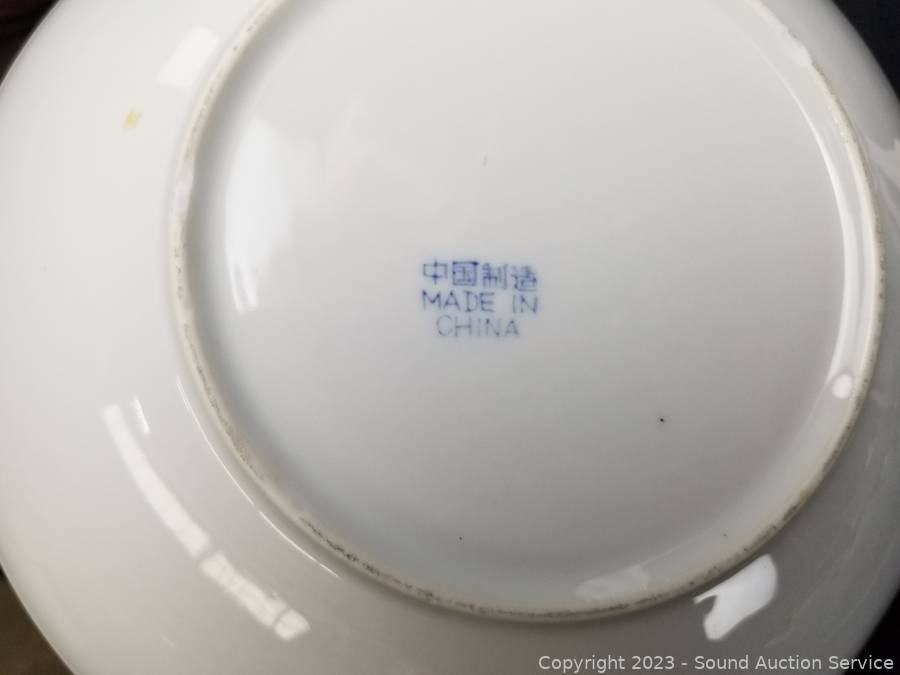 中国制造
MADE IN
CHINA
Copyright 2023 - Sound Auction Service